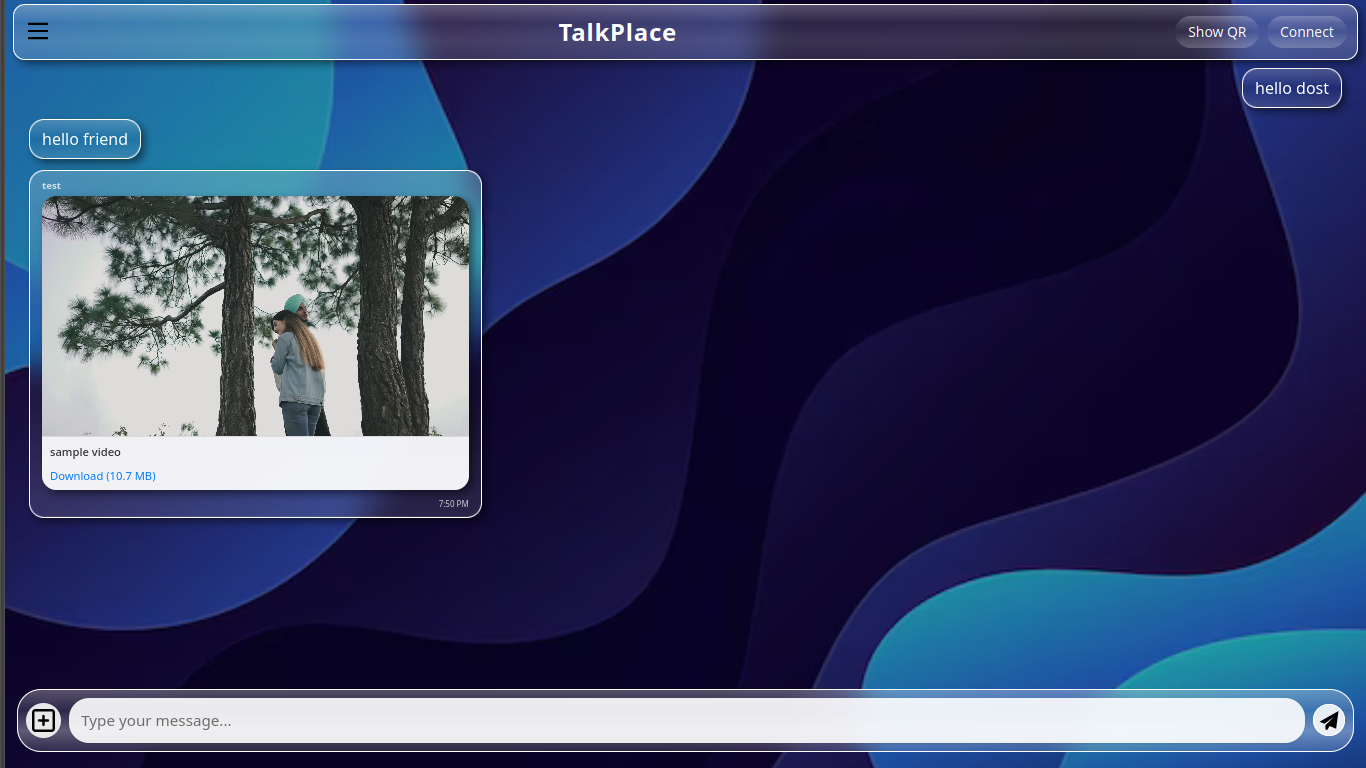 TalkPlace
Show QR
Connect
hello dost
hello friend
test
sample video
Download (10.7 MB)
7:50 PM
Type your message...